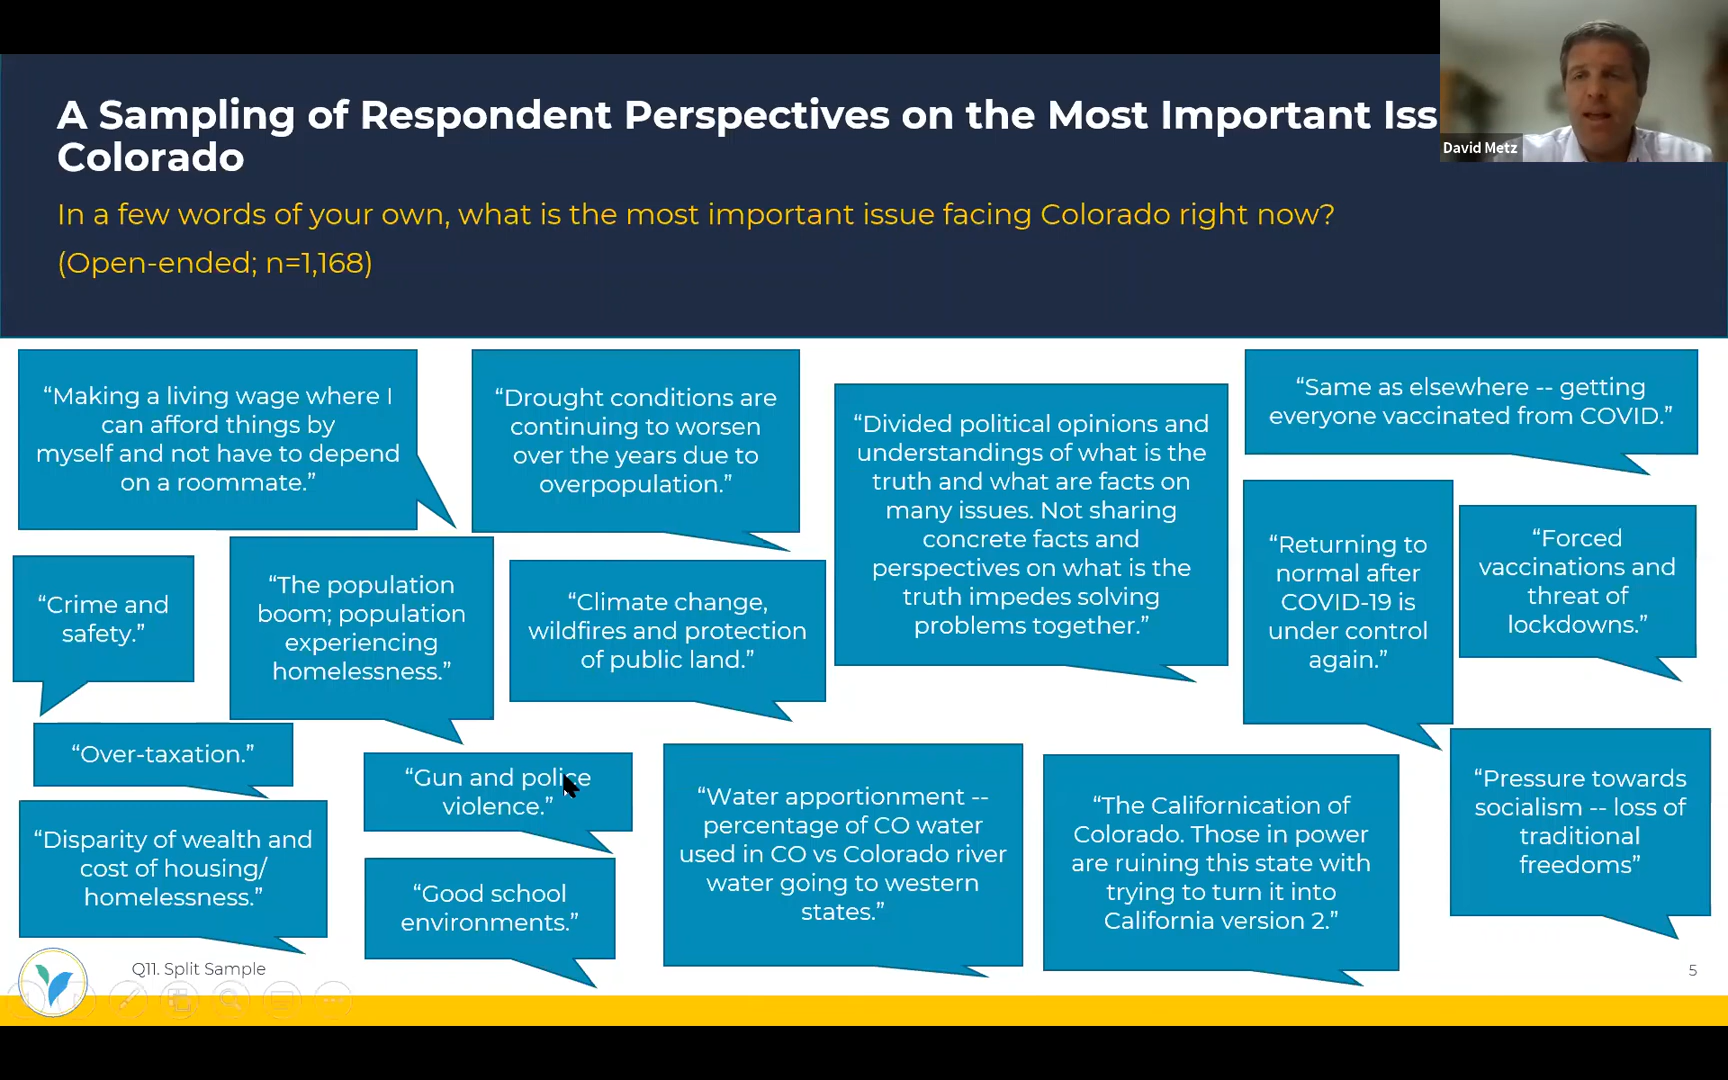 A Sampling of Respondent Perspectives on the Most Important Iss
Colorado
David Metz
In a few words of your own, what is the most important issue facing Colorado right now?
(Open-ended; n=1,168)
“Making a living wage where I
can afford things by
myself and not have to depend
on a roommate.”
“Drought conditions are
continuing to worsen
over the years due to
overpopulation.”
“Divided political opinions and
understandings of what is the
truth and what are facts on
many issues. Not sharing
concrete facts and
perspectives on what is the
truth impedes solving
problems together.”
“Same as elsewhere -- getting
everyone vaccinated from COVID.”
“Crime and
safety.”
“The population
boom; population
experiencing
homelessness.”
“Climate change,
wildfires and protection
of public land.”
“Returning to
normal after
COVID-19 is
under control
again.”
“Forced
vaccinations and
threat of
lockdowns.”
“Over-taxation.”
“Gun and police
violence.”
“Water apportionment --
percentage of CO water
used in CO vs Colorado river
water going to western
states.”
“The Californication of
Colorado. Those in power
are ruining this state with
trying to turn it into
California version 2.”
“Pressure towards
socialism -- loss of
traditional
freedoms”
“Disparity of wealth and
cost of housing/
homelessness.”
“Good school
environments.”
Q11. Split Sample
5